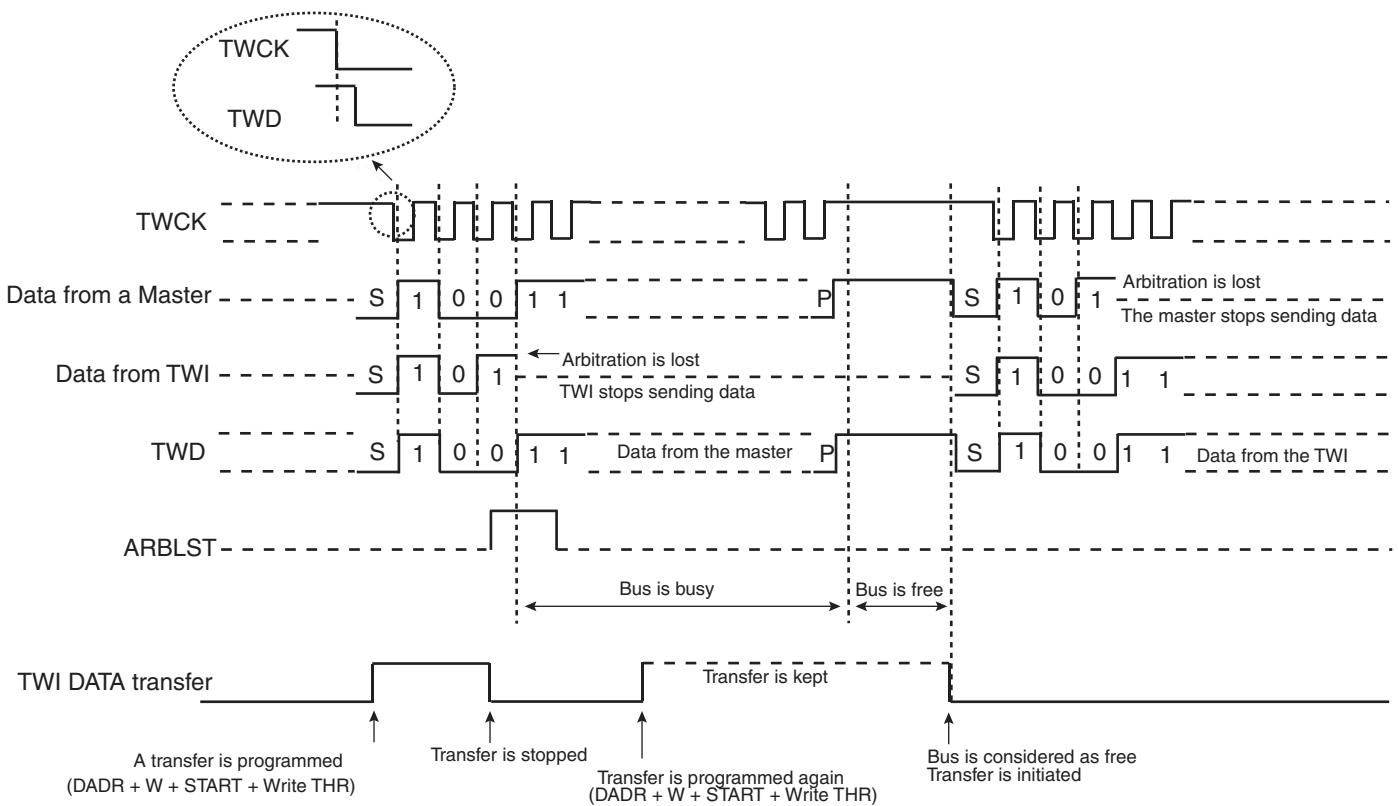 TWCK
TWD
TWCK
Data from a Master S 1 0 0 1 1 P S 1 0 1 Arbitration is lost
The master stops sending data
Data from TWI S 1 0 1 Arbitration is lost S 1 0 0 1 1
TWI stops sending data
TWD S 1 0 0 1 1 Data from the master P S 1 0 0 1 1 Data from the TWI
ARBLST
Bus is busy Bus is free
TWI DATA transfer Transfer is kept
A transfer is programmed
(DADR + W + START + Write THR)
Transfer is stopped
Transfer is programmed again
(DADR + W + START + Write THR)
Bus is considered as free
Transfer is initiated